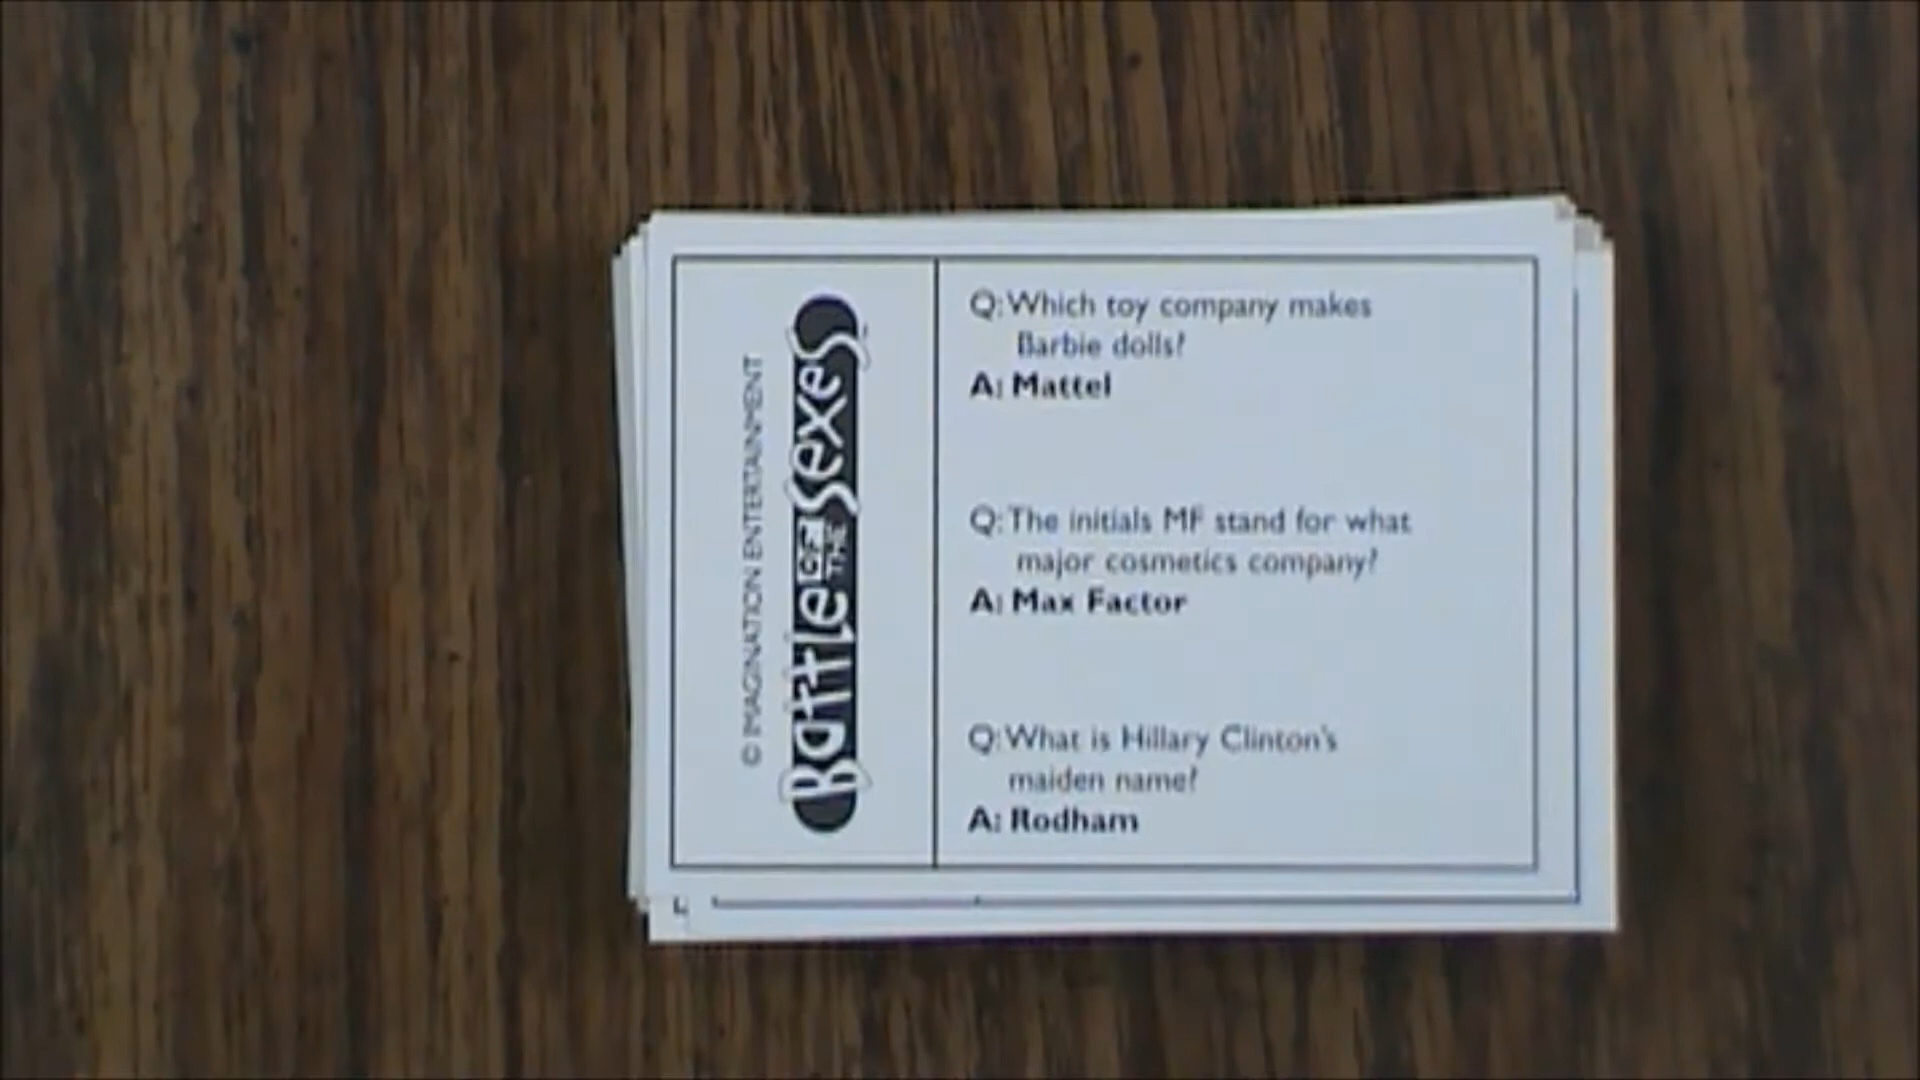 © IMAGINATION ENTERTAINMENT
Battle OF THE Sexes
Q: Which toy company makes
Barbie dolls?
A: Mattel
Q: The initials MF stand for what
major cosmetics company?
A: Max Factor
Q: What is Hillary Clinton's
maiden name?
A: Rodham